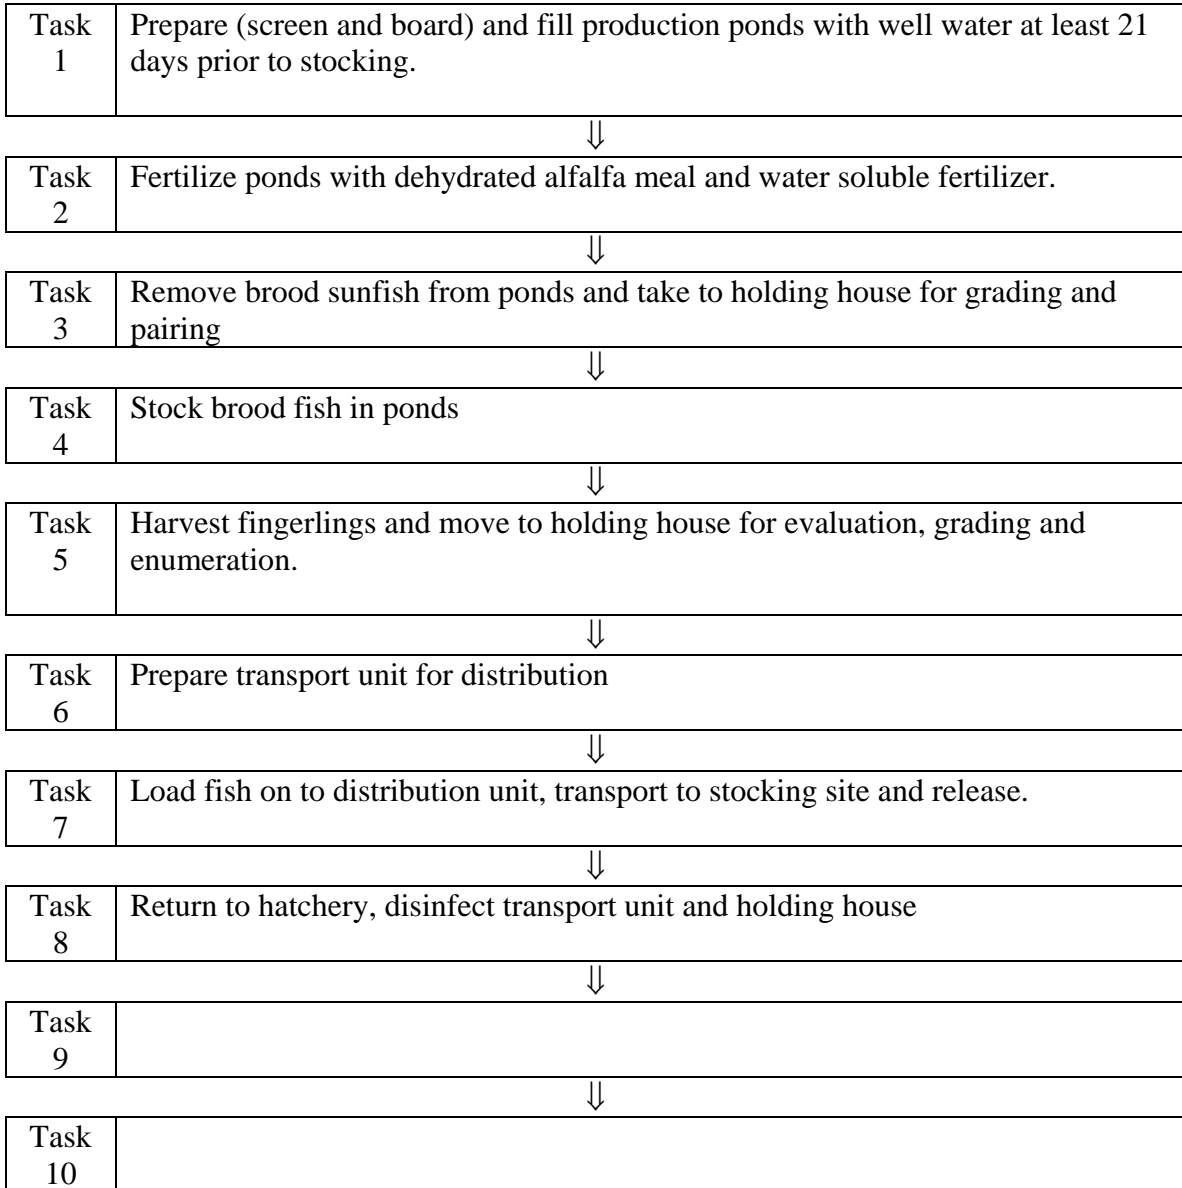 Task Prepare (screen and board) and fill production ponds with well water at least 21
1 days prior to stocking.
⇓
Task Fertilize ponds with dehydrated alfalfa meal and water soluble fertilizer.
2
⇓
Task Remove brood sunfish from ponds and take to holding house for grading and
3 pairing
⇓
Task Stock brood fish in ponds
4
⇓
Task Harvest fingerlings and move to holding house for evaluation, grading and
5 enumeration.
⇓
Task Prepare transport unit for distribution
6
⇓
Task Load fish on to distribution unit, transport to stocking site and release.
7
⇓
Task Return to hatchery, disinfect transport unit and holding house
8
⇓
Task
9
⇓
Task
10